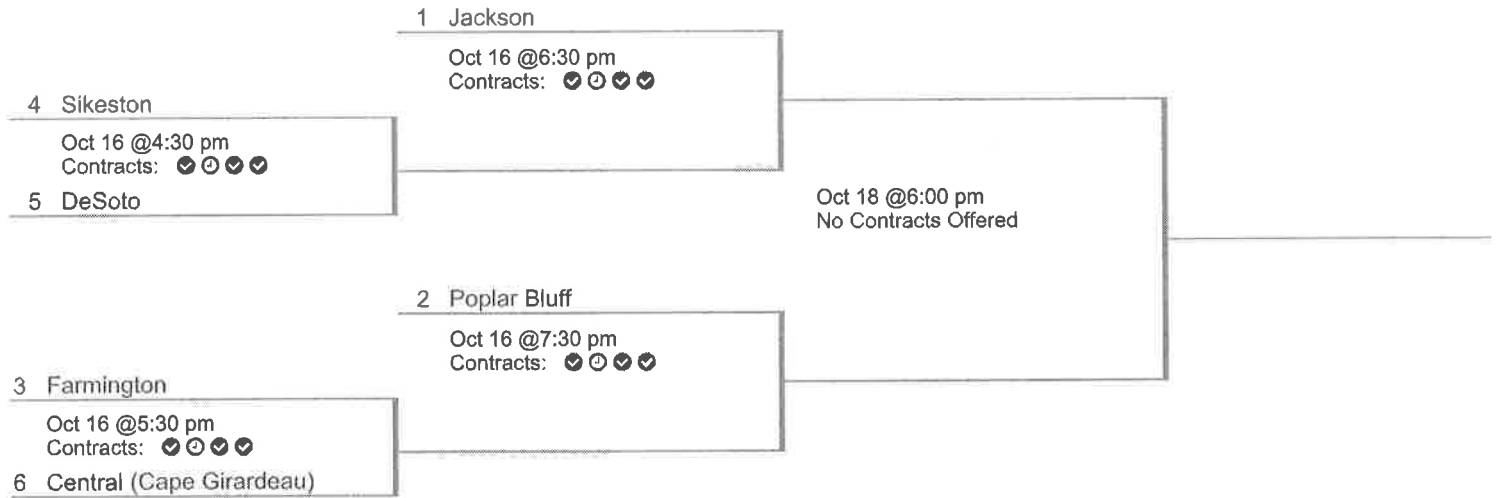 1 Jackson
Oct 16 @6:30 pm
Contracts:
4 Sikeston
Oct 16 @4:30 pm
Contracts:
5 DeSoto
Oct 18 @6:00 pm
No Contracts Offered
2 Poplar Bluff
Oct 16 @7:30 pm
Contracts:
3 Farmington
Oct 16 @5:30 pm
Contracts:
6 Central (Cape Girardeau)